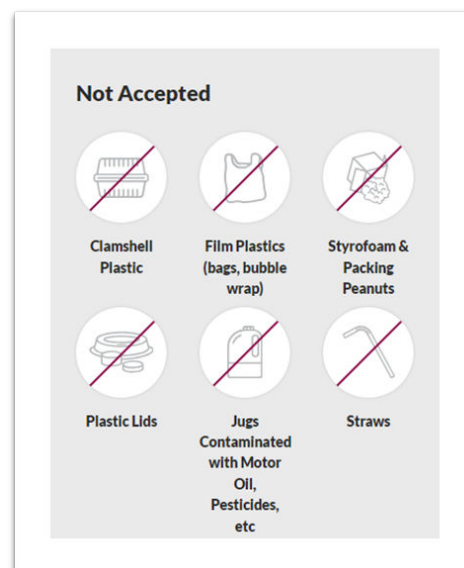 Not Accepted
Clamshell
Plastic
Film Plastics
(bags, bubble
wrap)
Styrofoam &
Packing
Peanuts
Plastic Lids
Jugs
Contaminated
with Motor
Oil,
Pesticides,
etc
Straws